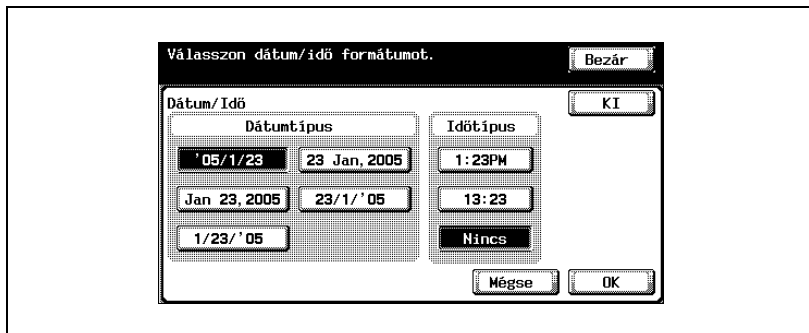 Válasszon dátum/idő formátumot.
Bezár
Dátum/Idő
KI
Dátumtípus
Időtípus
'05/1/23
23 Jan,2005
1:23PM
Jan 23,2005
23/1/'05
13:23
1/23/'05
Nincs
Mégse
OK